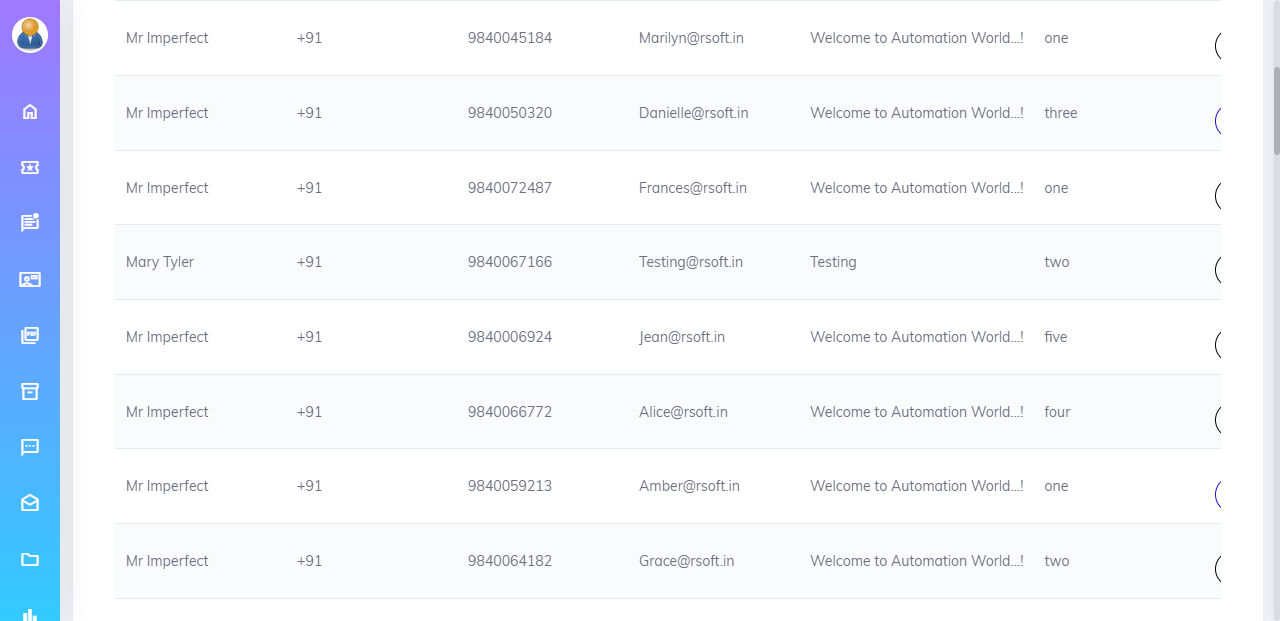 Mr Imperfect +91 9840045184 Marilyn@rsoft.in Welcome to Automation World...! one
Mr Imperfect +91 9840050320 Danielle@rsoft.in Welcome to Automation World...! three
Mr Imperfect +91 9840072487 Frances@rsoft.in Welcome to Automation World...! one
Mary Tyler +91 9840067166 Testing@rsoft.in Testing two
Mr Imperfect +91 9840006924 Jean@rsoft.in Welcome to Automation World...! five
Mr Imperfect +91 9840066772 Alice@rsoft.in Welcome to Automation World...! four
Mr Imperfect +91 9840059213 Amber@rsoft.in Welcome to Automation World...! one
Mr Imperfect +91 9840064182 Grace@rsoft.in Welcome to Automation World...! two